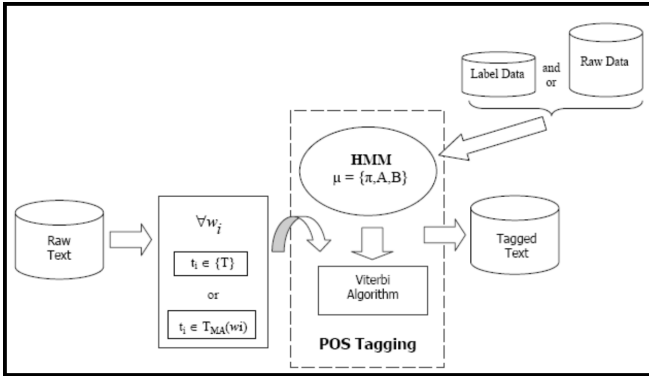 Label Data
and
or
Raw Data
HMM
μ = {π,A,B}
Raw
Text
∀wᵢ
tᵢ ∈ {T}
or
tᵢ ∈ T_MA(wi)
Viterbi
Algorithm
Tagged
Text
POS Tagging